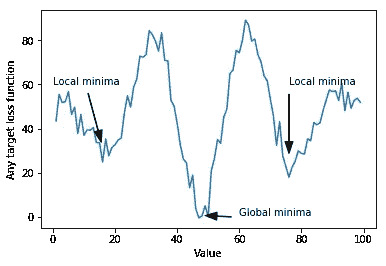 80
Local minima
Local minima
60
40
20
Global minima
0
0
20
40
60
80
100
Any target loss function
Value